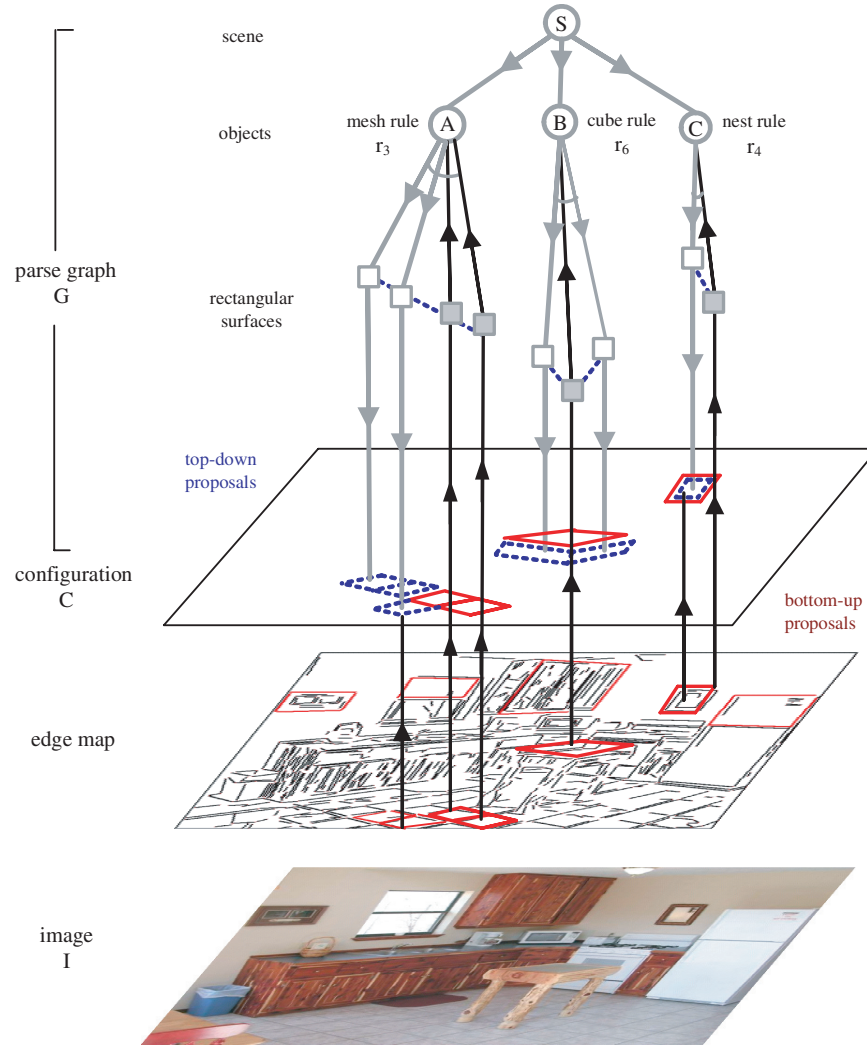 scene
S
objects
mesh rule
r3
A
B
cube rule
r6
C
nest rule
r4
parse graph
G
rectangular
surfaces
top-down
proposals
configuration
C
bottom-up
proposals
edge map
image
I